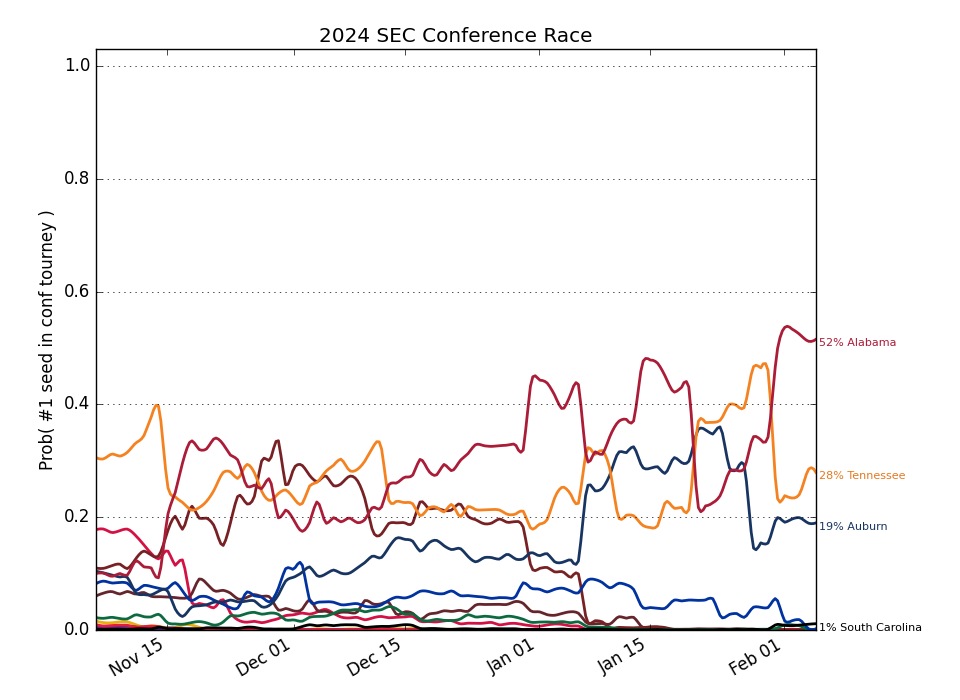 2024 SEC Conference Race
Prob( #1 seed in conf tourney )
1.0
0.8
0.6
0.4
0.2
0.0
52% Alabama
28% Tennessee
19% Auburn
1% South Carolina
Nov 15
Dec 01
Dec 15
Jan 01
Jan 15
Feb 01